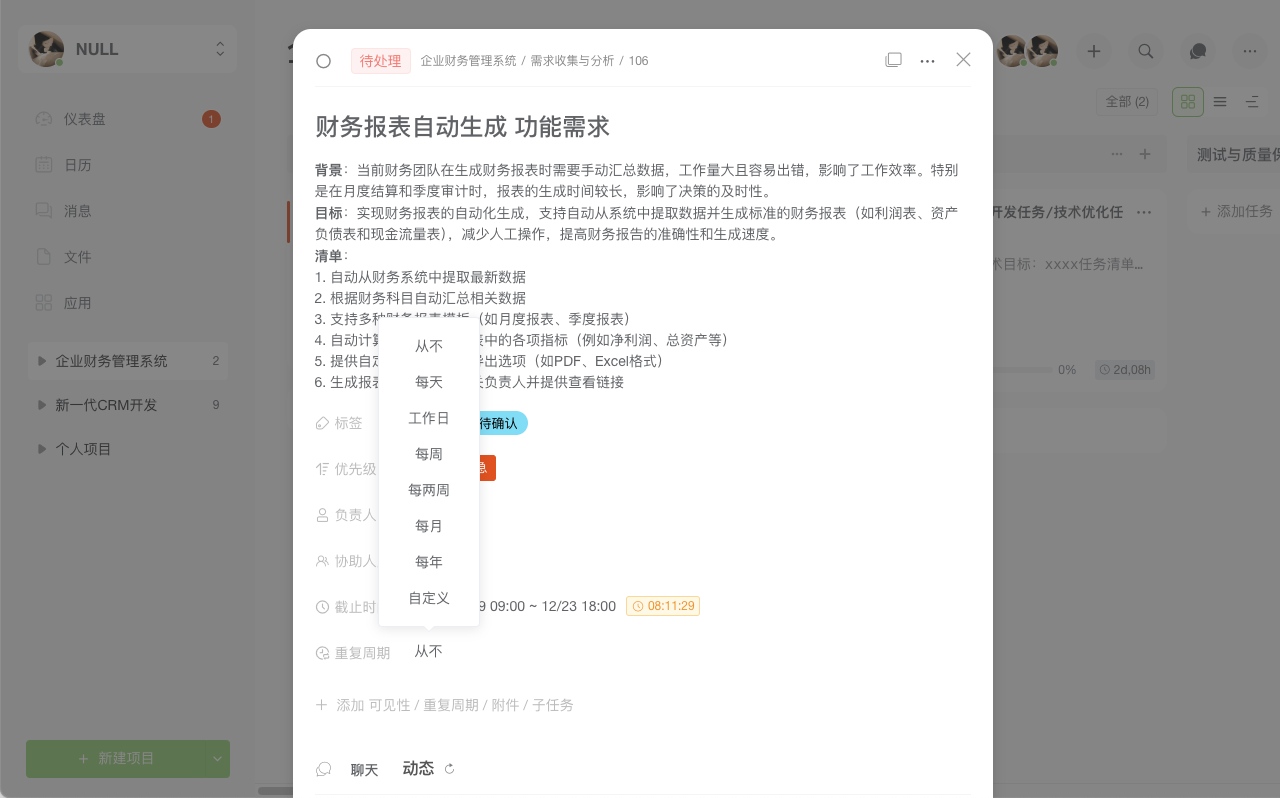 NULL
仪表盘
1
日历
消息
文件
应用
企业财务管理系统 2
新一代CRM开发 9
个人项目
+ 新建项目
待处理 企业财务管理系统 / 需求收集与分析 / 106
财务报表自动生成 功能需求
背景：当前财务团队在生成财务报表时需要手动汇总数据，工作量大且容易出错，影响了工作效率。特别
是在月度结算和季度审计时，报表的生成时间较长，影响了决策的及时性。
目标：实现财务报表的自动化生成，支持自动从系统中提取数据并生成标准的财务报表（如利润表、资产
负债表和现金流量表），减少人工操作，提高财务报告的准确性和生成速度。
清单：
1. 自动从财务系统中提取最新数据
2. 根据财务科目自动汇总相关数据
3. 支持多种财务报表模板（如月度报表、季度报表）
4. 自动计算 表中的各项指标（例如净利润、总资产等）
5. 提供自定 导出选项（如PDF、Excel格式）
6. 生成报表 负责人并提供查看链接
标签 待确认
优先级 急
负责人
协助人
截止时 9 09:00 ~ 12/23 18:00 08:11:29
重复周期 从不
从不
每天
工作日
每周
每两周
每月
每年
自定义
+ 添加 可见性 / 重复周期 / 附件 / 子任务
聊天 动态
全部 (2)
测试与质量保
开发任务/技术优化任
+ 添加任务
术目标：xxxx任务清单...
0% 2d,08h